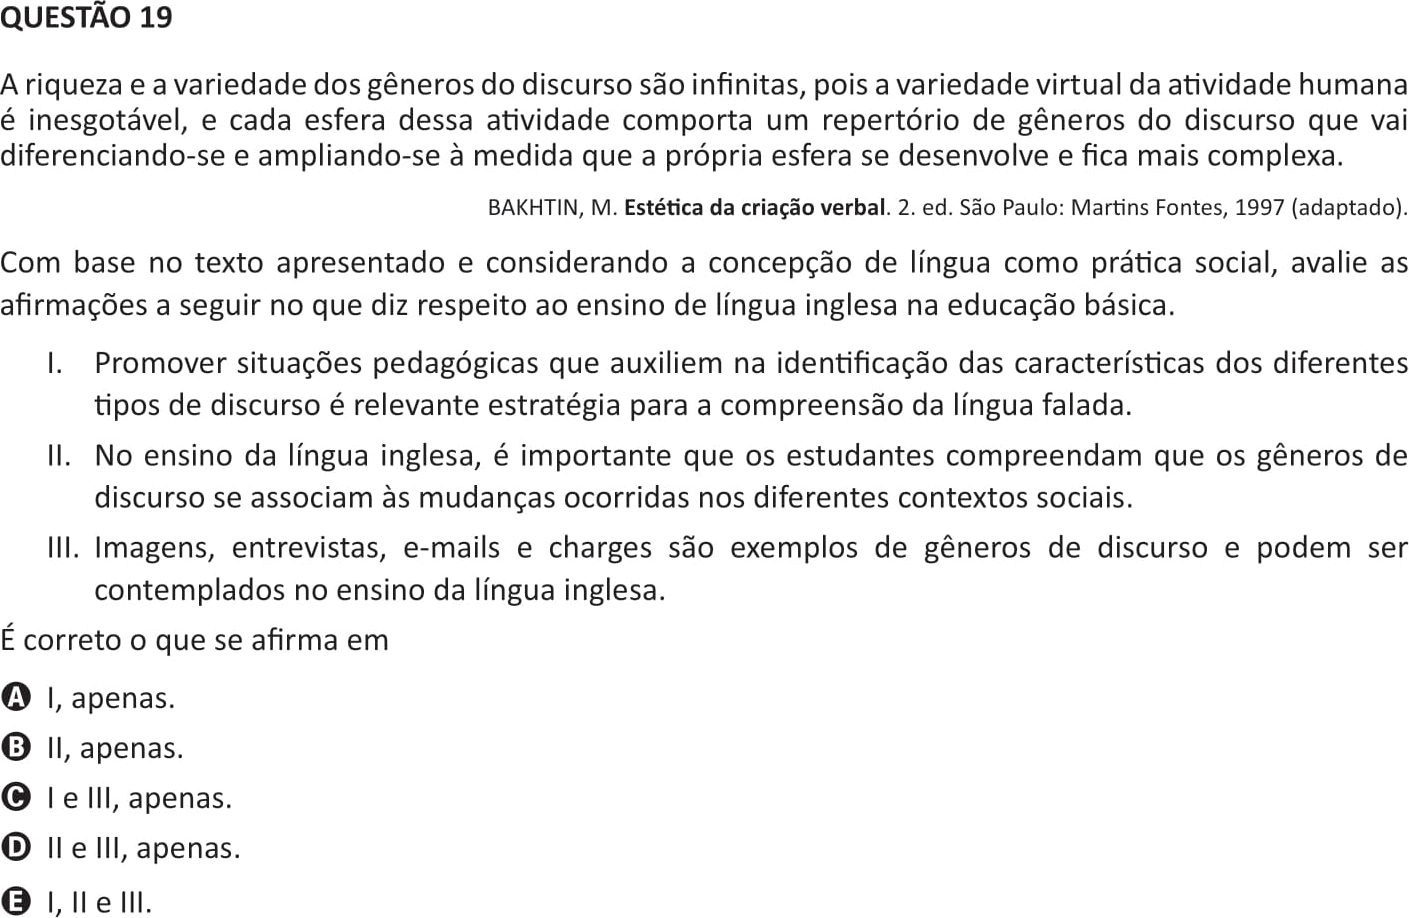 QUESTÃO 19
A riqueza e a variedade dos gêneros do discurso são infinitas, pois a variedade virtual da atividade humana
é inesgotável, e cada esfera dessa atividade comporta um repertório de gêneros do discurso que vai
diferenciando-se e ampliando-se à medida que a própria esfera se desenvolve e fica mais complexa.
BAKHTIN, M. Estética da criação verbal. 2. ed. São Paulo: Martins Fontes, 1997 (adaptado).
Com base no texto apresentado e considerando a concepção de língua como prática social, avalie as
afirmações a seguir no que diz respeito ao ensino de língua inglesa na educação básica.
I. Promover situações pedagógicas que auxiliem na identificação das características dos diferentes
tipos de discurso é relevante estratégia para a compreensão da língua falada.
II. No ensino da língua inglesa, é importante que os estudantes compreendam que os gêneros de
discurso se associam às mudanças ocorridas nos diferentes contextos sociais.
III. Imagens, entrevistas, e-mails e charges são exemplos de gêneros de discurso e podem ser
contemplados no ensino da língua inglesa.
É correto o que se afirma em
A I, apenas.
B II, apenas.
C I e III, apenas.
D II e III, apenas.
E I, II e III.